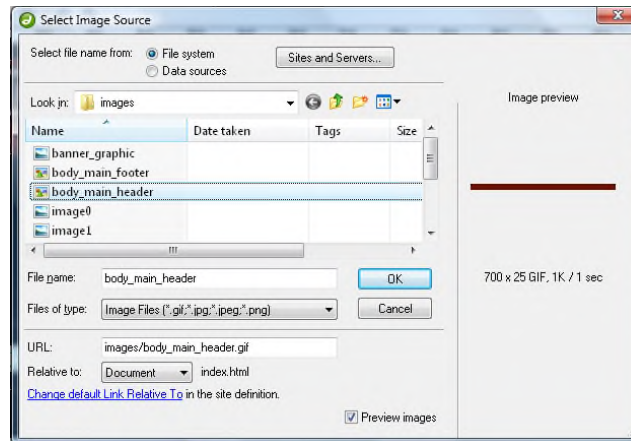 Select Image Source
Select file name from: File system Sites and Servers...
Data sources
Look in: images
Image preview
Name Date taken Tags Size
banner_graphic
body_main_footer
body_main_header
image0
image1
File name: body_main_header OK
700 x 25 GIF, 1K / 1 sec
Files of type: Image Files (*.gif;*.jpg;*.jpeg;*.png) Cancel
URL: images/body_main_header.gif
Relative to: Document index.html
Change default Link Relative To in the site definition.
Preview images